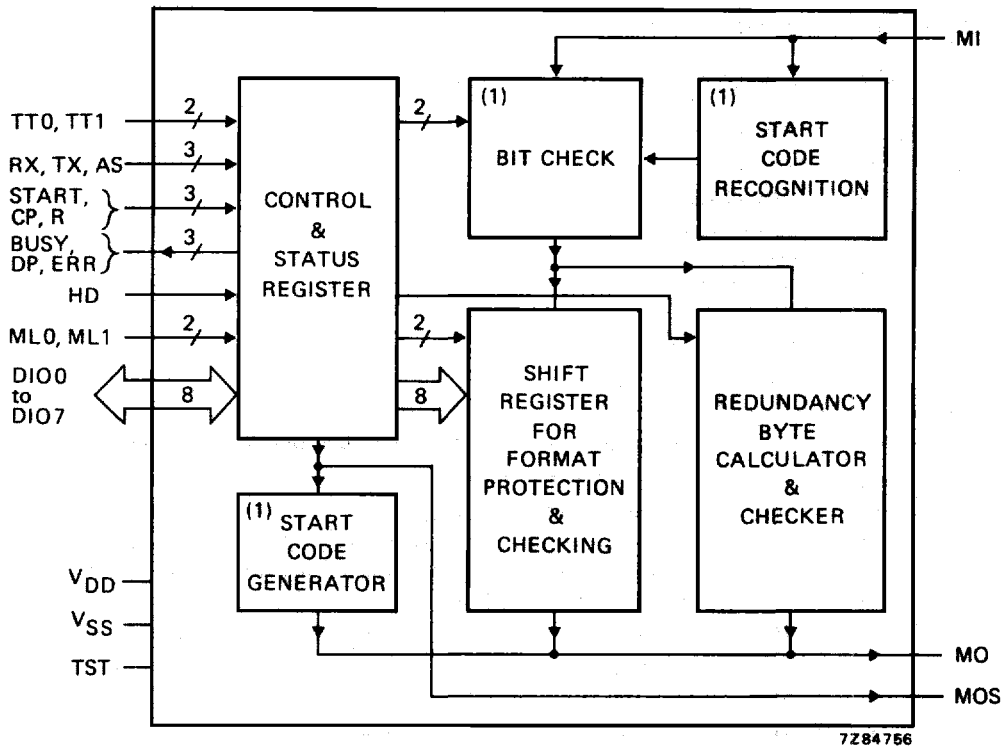 MI
(1)
BIT CHECK
(1)
START
CODE
RECOGNITION
2
TT0, TT1
3
RX, TX, AS
START,
CP, R
3
BUSY,
DP, ERR
3
HD
ML0, ML1
2
DIO0
to
DIO7
8
CONTROL
&
STATUS
REGISTER
2
2
8
SHIFT
REGISTER
FOR
FORMAT
PROTECTION
&
CHECKING
REDUNDANCY
BYTE
CALCULATOR
&
CHECKER
(1)
START
CODE
GENERATOR
VDD
VSS
TST
MO
MOS
7Z84756